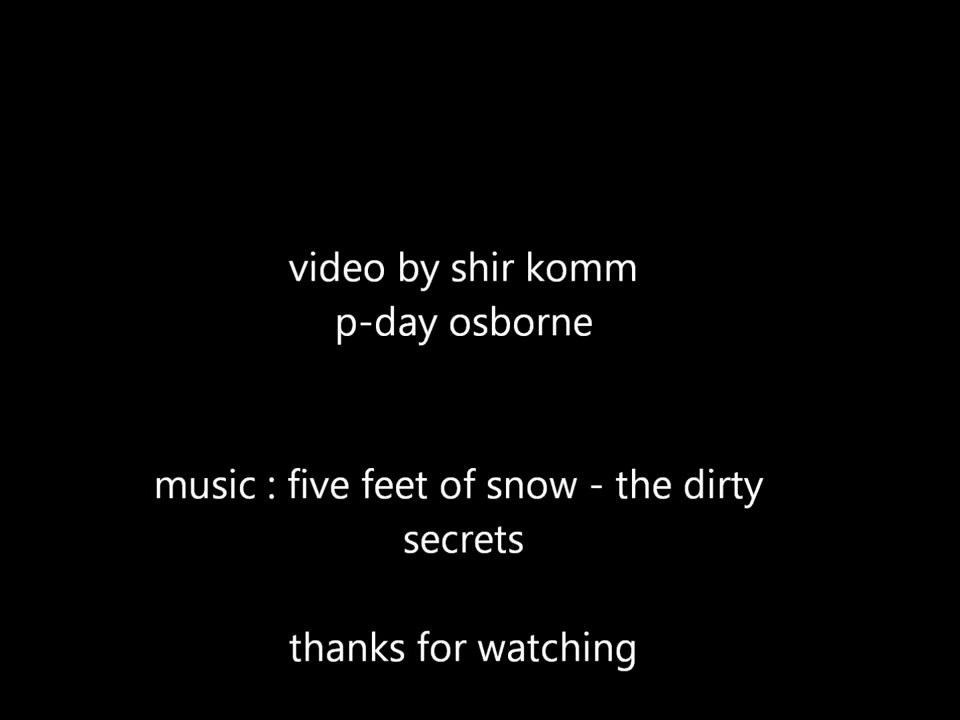 video by shir komm
p-day osborne
music : five feet of snow - the dirty
secrets
thanks for watching